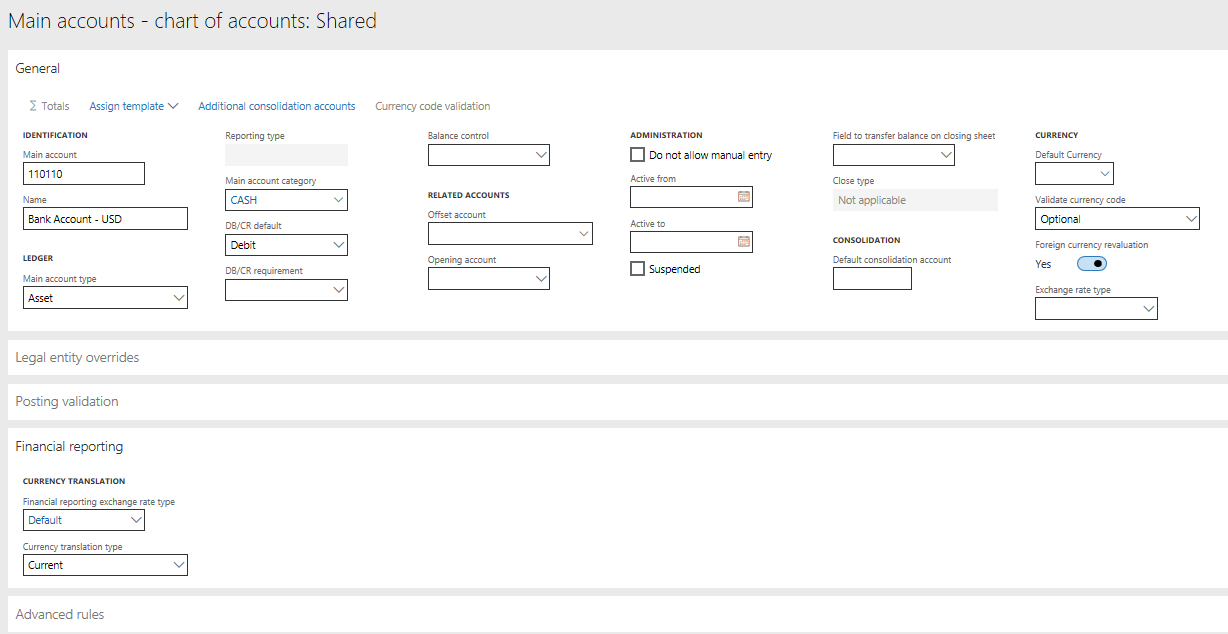 Main accounts - chart of accounts: Shared
General
Σ Totals
Assign template
Additional consolidation accounts
Currency code validation
IDENTIFICATION
Main account
110110
Name
Bank Account - USD
LEDGER
Main account type
Asset
Reporting type
Main account category
CASH
DB/CR default
Debit
DB/CR requirement
Balance control
RELATED ACCOUNTS
Offset account
Opening account
ADMINISTRATION
Do not allow manual entry
Active from
Active to
Suspended
Field to transfer balance on closing sheet
Close type
Not applicable
CONSOLIDATION
Default consolidation account
CURRENCY
Default Currency
Validate currency code
Optional
Foreign currency revaluation
Yes
Exchange rate type
Legal entity overrides
Posting validation
Financial reporting
CURRENCY TRANSLATION
Financial reporting exchange rate type
Default
Currency translation type
Current
Advanced rules